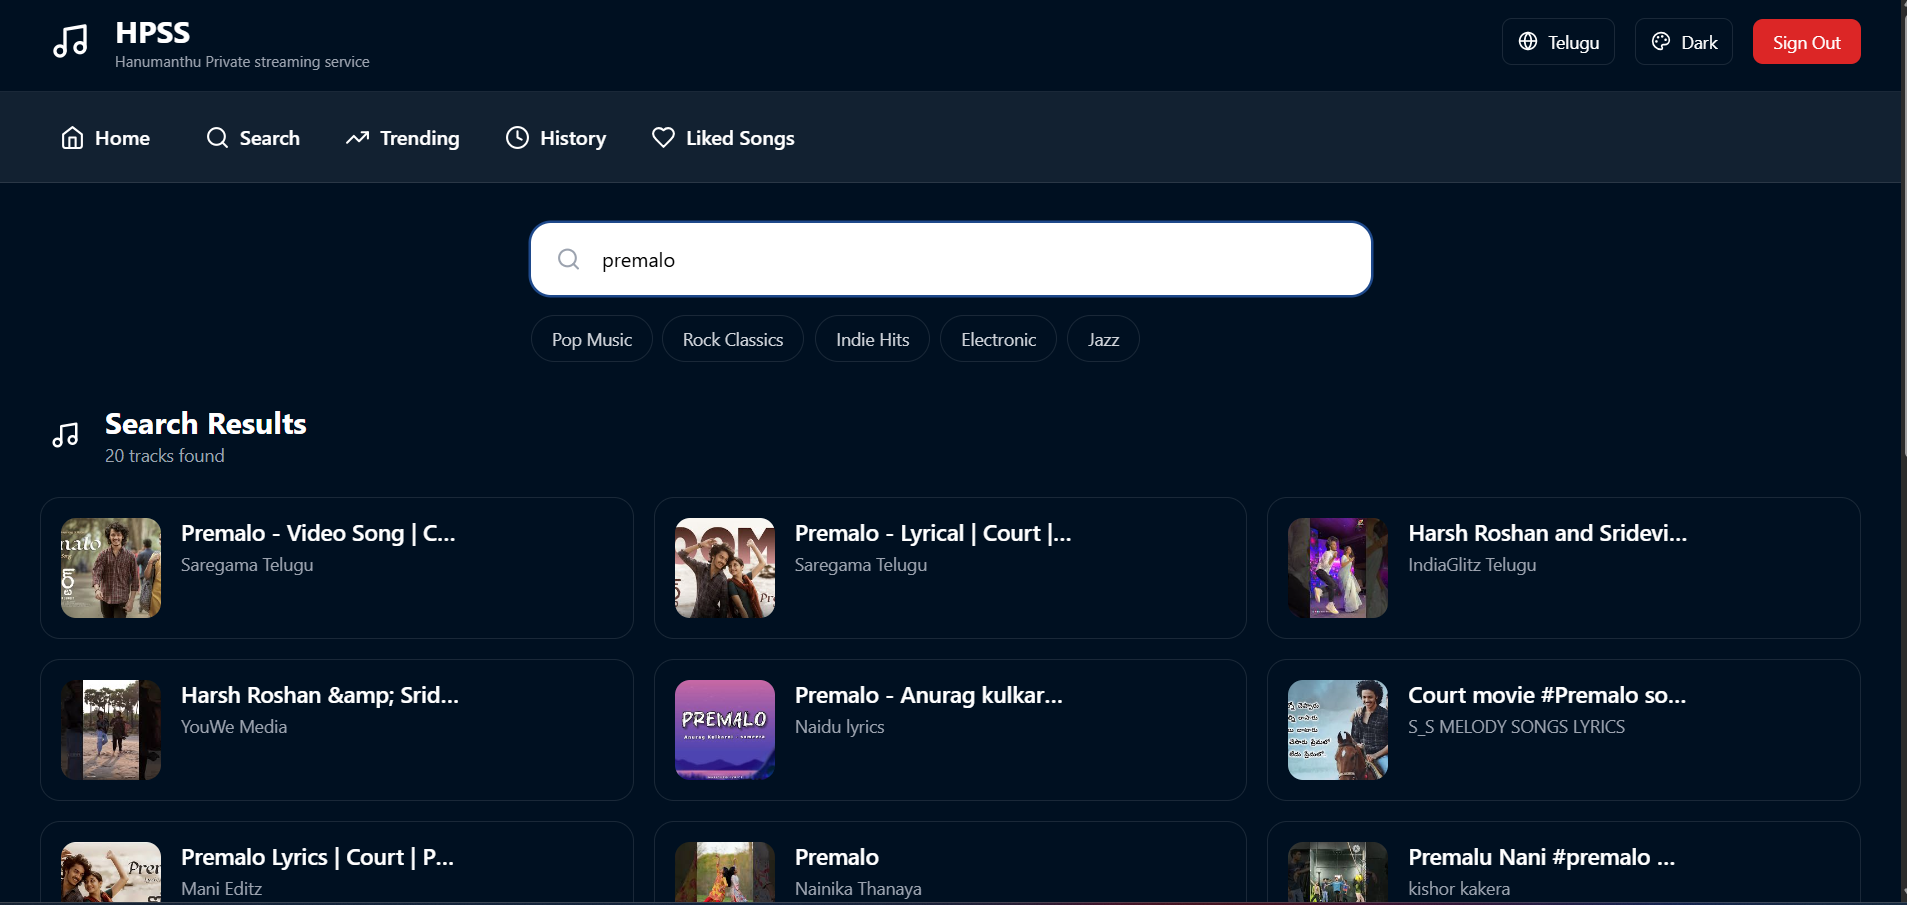 HPSS
Hanumanthu Private streaming service
Telugu
Dark
Sign Out
Home
Search
Trending
History
Liked Songs
premalo
Pop Music
Rock Classics
Indie Hits
Electronic
Jazz
Search Results
20 tracks found
Premalo - Video Song | C...
Saregama Telugu
Premalo - Lyrical | Court |...
Saregama Telugu
Harsh Roshan and Sridevi...
IndiaGlitz Telugu
Harsh Roshan &amp; Srid...
YouWe Media
PREMALO
Anurag Kulkarni - sameera
Premalo - Anurag kulkar...
Naidu lyrics
Court movie #Premalo so...
S_S MELODY SONGS LYRICS
Premalo Lyrics | Court | P...
Mani Editz
Premalo
Nainika Thanaya
Premalu Nani #premalo ...
kishor kakera